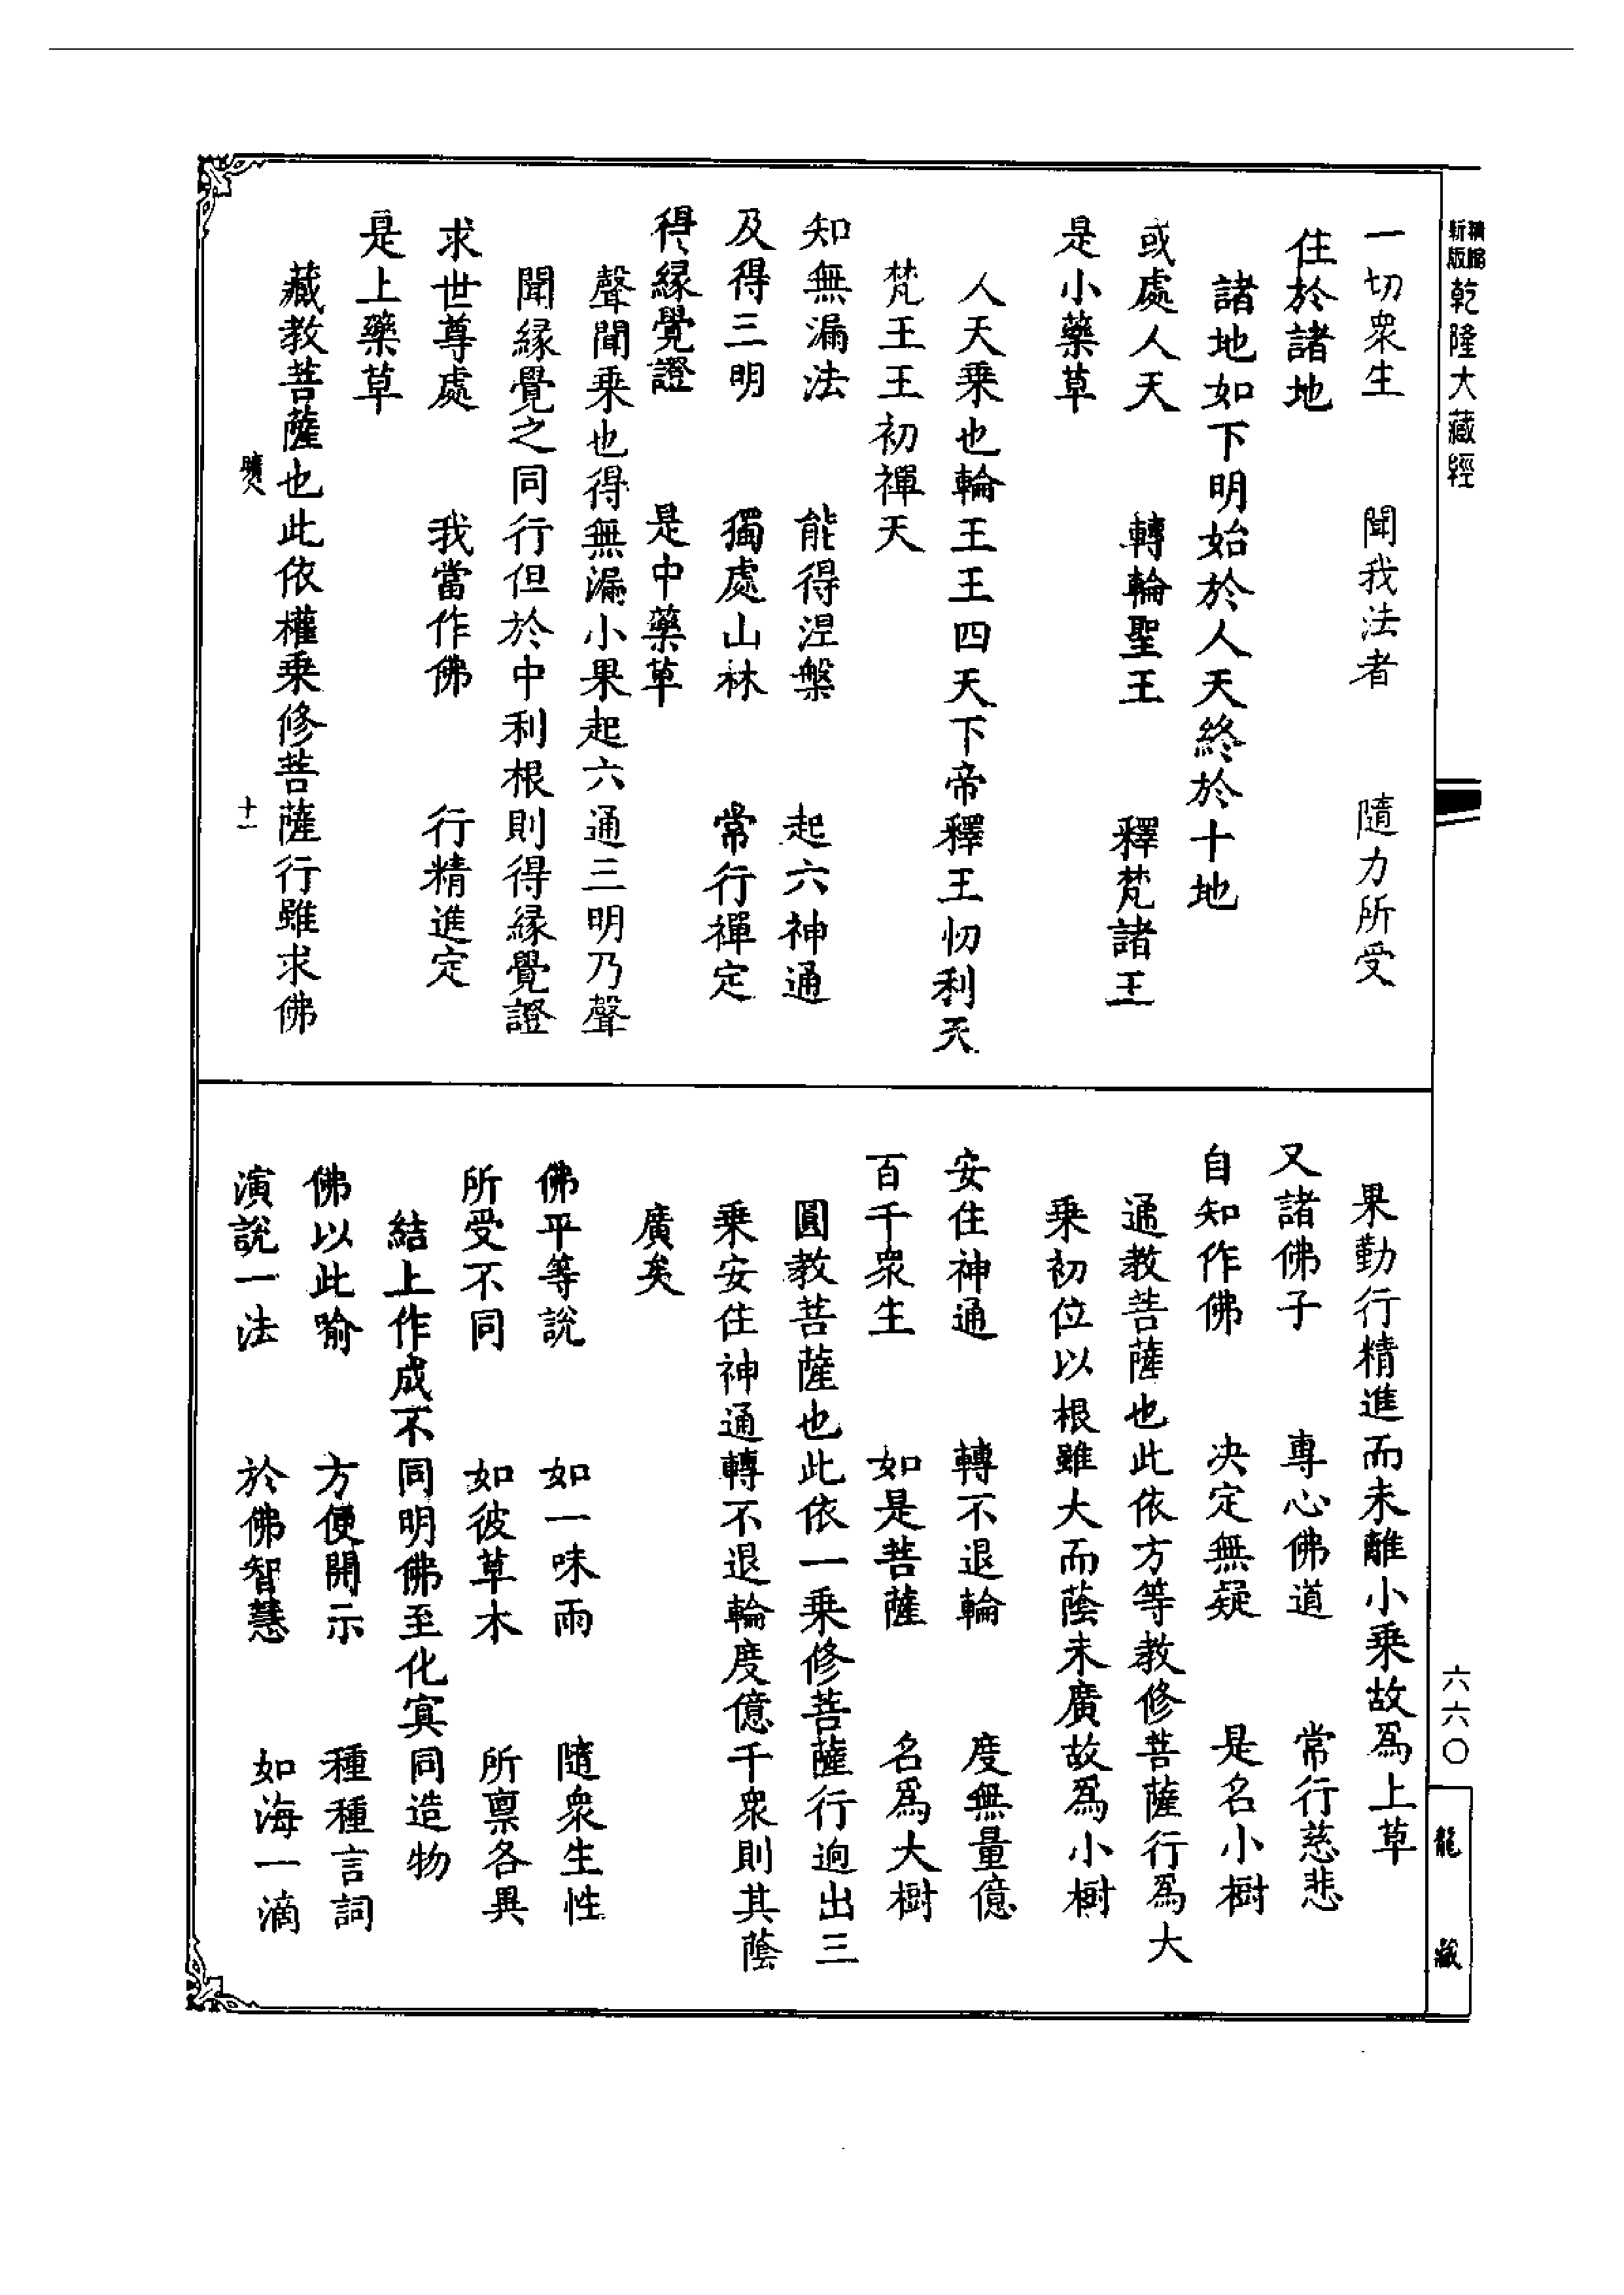 乾隆大藏經
新版
一切衆生　聞我法者　隨力所受
住於諸地
諸地如下明始於人天終於十地
或處人天　轉輪聖王　釋梵諸王
是小藥草
人天乘也輪王王四天下帝釋王忉利天
梵王王初禪天
知無漏法　能得涅槃　起六神通
及得三明　獨處山林　常行禪定
得緣覺證　是中藥草
聲聞乘也得無漏小果起六通三明乃聲
聞緣覺之同行但於中利根則得緣覺證
求世尊處　我當作佛　行精進定
是上藥草
藏教菩薩也此依權乘修菩薩行雖求佛
十一
果勤行精進而未離小乘故爲上草
又諸佛子　專心佛道　常行慈悲
自知作佛　决定無疑　是名小樹
通教菩薩也此依方等教修菩薩行爲大
乘初位以根雖大而蔭未廣故爲小樹
安住神通　轉不退輪　度無量億
百千衆生　如是菩薩　名爲大樹
圓教菩薩也此依一乘修菩薩行逈出三
乘安住神通轉不退輪度億千衆則其蔭
廣矣
佛平等說　如一味雨　隨衆生性
所受不同　如彼草木　所禀各異
結上作成不同明佛至化冥同造物
佛以此喻　方便開示　種種言詞
演說一法　於佛智慧　如海一滴
六六〇
龍藏